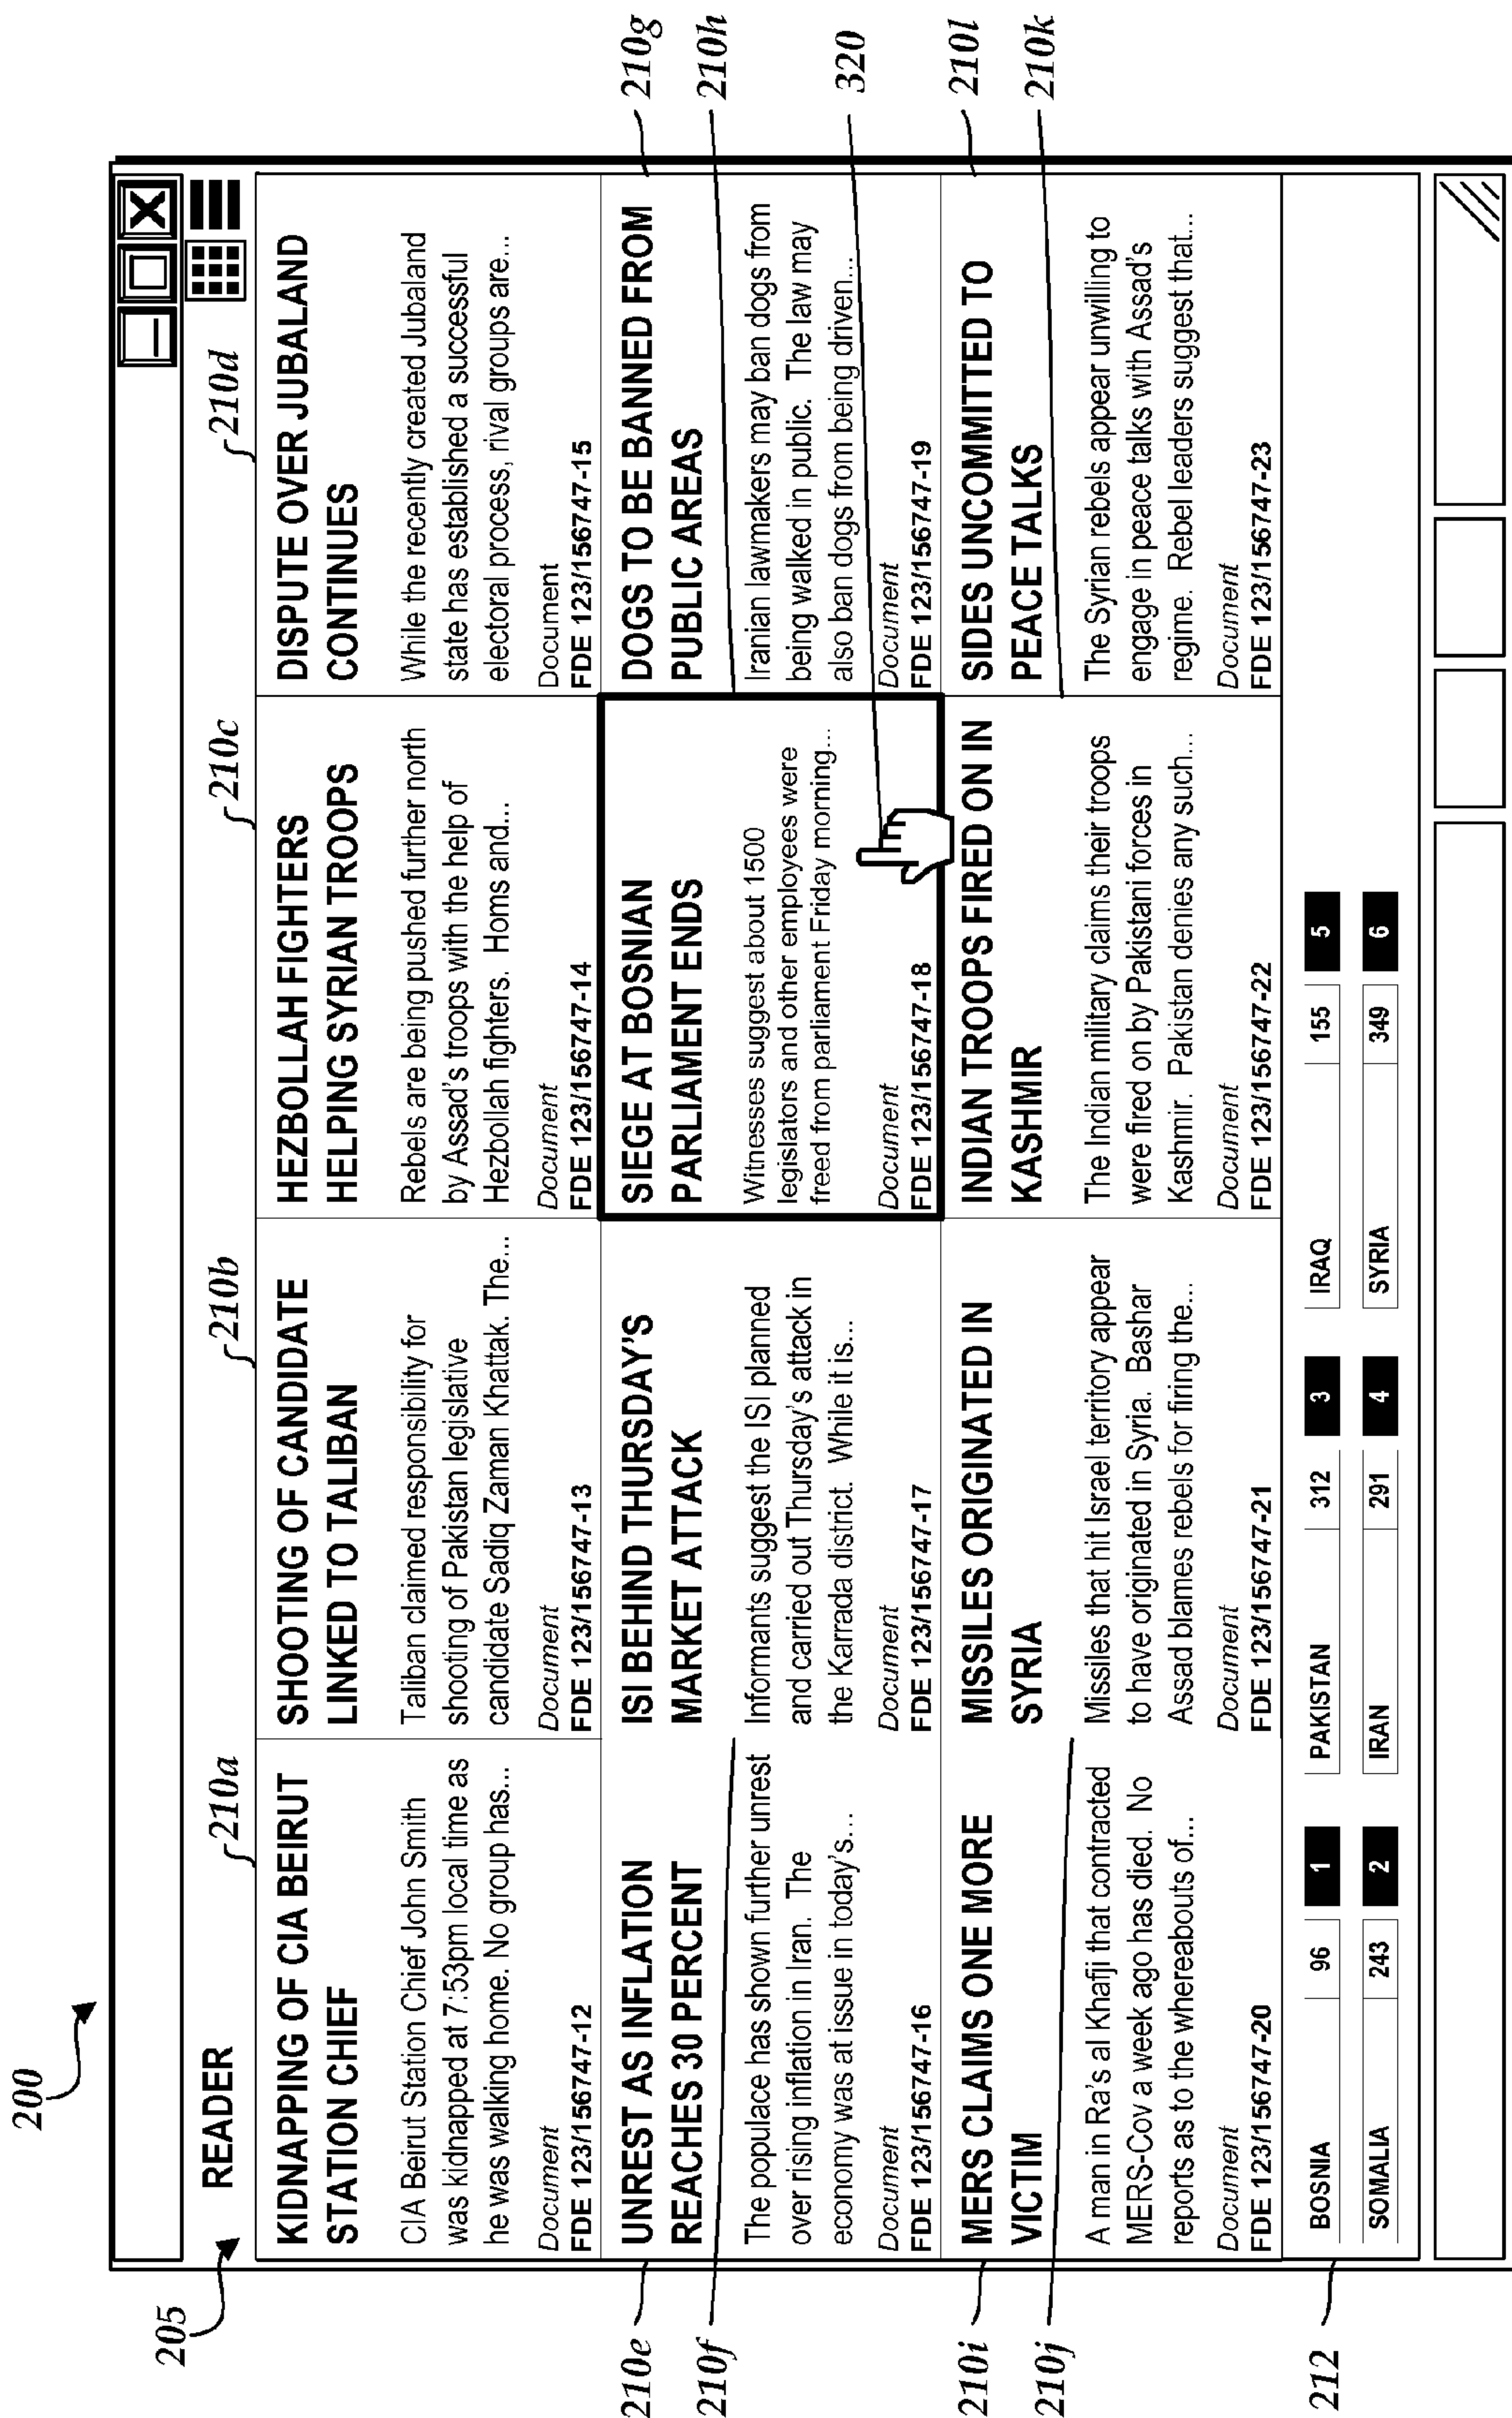 200
205
READER
210a
210b
210c
210d
KIDNAPPING OF CIA BEIRUT
STATION CHIEF
CIA Beirut Station Chief John Smith
was kidnapped at 7:53pm local time as
he was walking home. No group has...
Document
FDE 123/156747-12
SHOOTING OF CANDIDATE
LINKED TO TALIBAN
Taliban claimed responsibility for
shooting of Pakistan legislative
candidate Sadiq Zaman Khattak. The...
Document
FDE 123/156747-13
HEZBOLLAH FIGHTERS
HELPING SYRIAN TROOPS
Rebels are being pushed further north
by Assad's troops with the help of
Hezbollah fighters. Homs and...
Document
FDE 123/156747-14
DISPUTE OVER JUBALAND
CONTINUES
While the recently created Jubaland
state has established a successful
electoral process, rival groups are...
Document
FDE 123/156747-15
210e
210f
UNREST AS INFLATION
REACHES 30 PERCENT
The populace has shown further unrest
over rising inflation in Iran. The
economy was at issue in today's...
Document
FDE 123/156747-16
ISI BEHIND THURSDAY'S
MARKET ATTACK
Informants suggest the ISI planned
and carried out Thursday's attack in
the Karrada district. While it is...
Document
FDE 123/156747-17
SIEGE AT BOSNIAN
PARLIAMENT ENDS
Witnesses suggest about 1500
legislators and other employees were
freed from parliament Friday morning...
Document
FDE 123/156747-18
DOGS TO BE BANNED FROM
PUBLIC AREAS
Iranian lawmakers may ban dogs from
being walked in public. The law may
also ban dogs from being driven...
Document
FDE 123/156747-19
210g
210h
320
210i
210j
MERS CLAIMS ONE MORE
VICTIM
A man in Ra's al Khafji that contracted
MERS-Cov a week ago has died. No
reports as to the whereabouts of...
Document
FDE 123/156747-20
MISSILES ORIGINATED IN
SYRIA
Missiles that hit Israel territory appear
to have originated in Syria. Bashar
Assad blames rebels for firing the...
Document
FDE 123/156747-21
INDIAN TROOPS FIRED ON IN
KASHMIR
The Indian military claims their troops
were fired on by Pakistani forces in
Kashmir. Pakistan denies any such...
Document
FDE 123/156747-22
SIDES UNCOMMITTED TO
PEACE TALKS
The Syrian rebels appear unwilling to
engage in peace talks with Assad's
regime. Rebel leaders suggest that...
Document
FDE 123/156747-23
210l
210k
212
BOSNIA 96 1 PAKISTAN 312 3 IRAQ 155 5
SOMALIA 243 2 IRAN 291 4 SYRIA 349 6